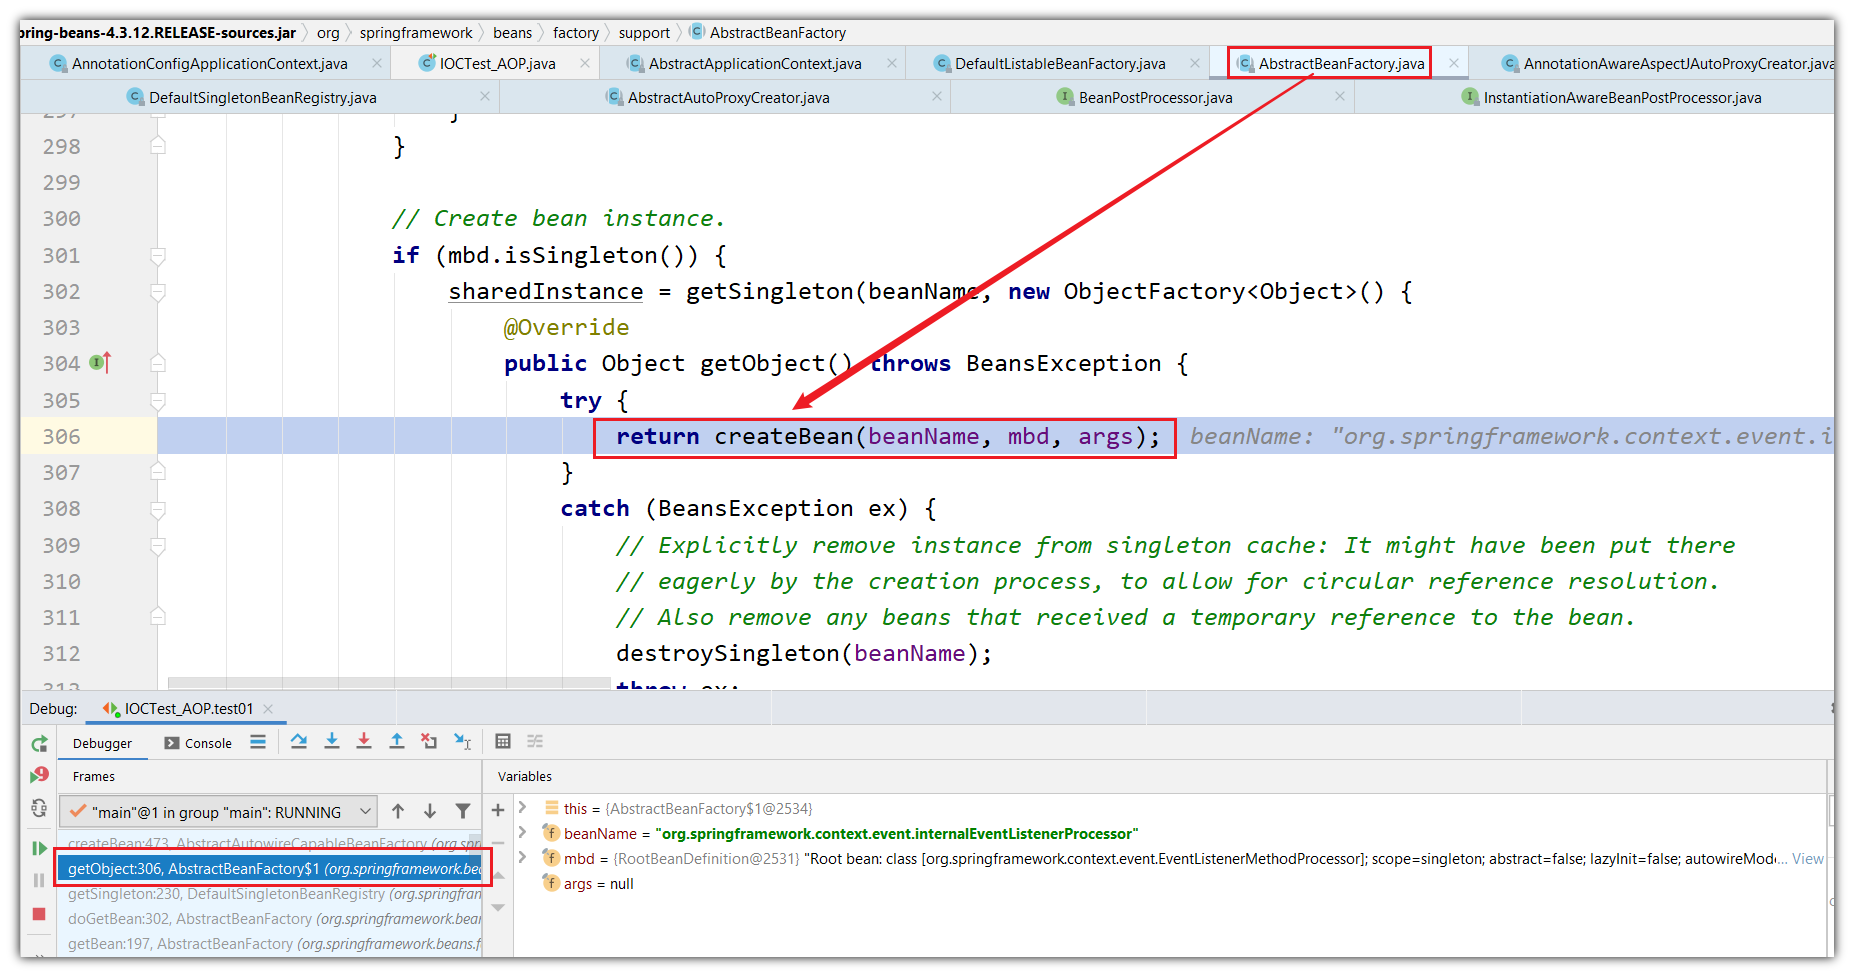 pring-beans-4.3.12.RELEASE-sources.jar org springframework beans factory support AbstractBeanFactory
AnnotationConfigApplicationContext.java IOCTest_AOP.java AbstractApplicationContext.java DefaultListableBeanFactory.java AbstractBeanFactory.java AnnotationAwareAspectJAutoProxyCreator.java
DefaultSingletonBeanRegistry.java AbstractAutoProxyCreator.java BeanPostProcessor.java InstantiationAwareBeanPostProcessor.java
297 }
298 }
299
300 // Create bean instance.
301 if (mbd.isSingleton()) {
302 sharedInstance = getSingleton(beanName, new ObjectFactory<Object>() {
303 @Override
304 public Object getObject() throws BeansException {
305 try {
306 return createBean(beanName, mbd, args); beanName: "org.springframework.context.event.i
307 }
308 catch (BeansException ex) {
309 // Explicitly remove instance from singleton cache: It might have been put there
310 // eagerly by the creation process, to allow for circular reference resolution.
311 // Also remove any beans that received a temporary reference to the bean.
312 destroySingleton(beanName);
313 throw ex;
Debug: IOCTest_AOP.test01
Debugger Console
Frames Variables
"main"@1 in group "main": RUNNING
createBean:473, AbstractAutowireCapableBeanFactory (org.spr
getObject:306, AbstractBeanFactory$1 (org.springframework.bea
getSingleton:230, DefaultSingletonBeanRegistry (org.springfram
doGetBean:302, AbstractBeanFactory (org.springframework.bean
getBean:197, AbstractBeanFactory (org.springframework.beans.f
this = {AbstractBeanFactory$1@2534}
beanName = "org.springframework.context.event.internalEventListenerProcessor"
mbd = {RootBeanDefinition@2531} "Root bean: class [org.springframework.context.event.EventListenerMethodProcessor]; scope=singleton; abstract=false; lazyInit=false; autowireMode... View
args = null